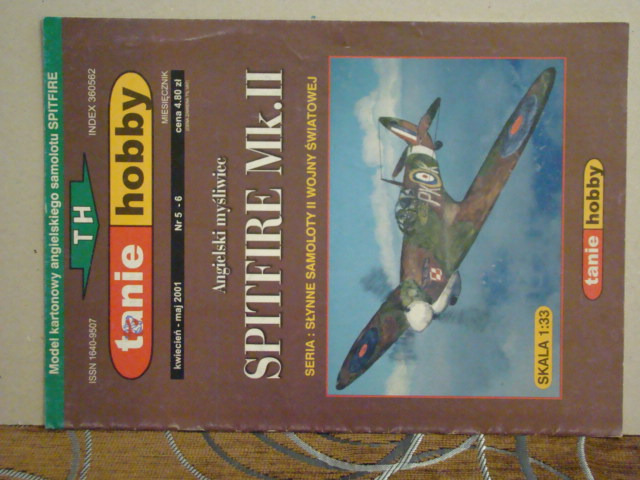 Model kartonowy angielskiego samolotu SPITFIRE
TH
ISSN 1640-9507
INDEX 360562
tanie hobby
MIESIĘCZNIK
kwiecień - maj 2001 Nr 5 - 6 cena 4.80 zł
Angielski myśliwiec
SPITFIRE Mk.II
SERIA : SŁYNNE SAMOLOTY II WOJNY ŚWIATOWEJ
PK
SKALA 1:33
tanie hobby